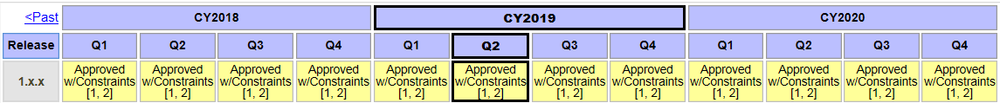 <Past CY2018 CY2019 CY2020
Release Q1 Q2 Q3 Q4 Q1 Q2 Q3 Q4 Q1 Q2 Q3 Q4
1.x.x Approved w/Constraints [1, 2] Approved w/Constraints [1, 2] Approved w/Constraints [1, 2] Approved w/Constraints [1, 2] Approved w/Constraints [1, 2] Approved w/Constraints [1, 2] Approved w/Constraints [1, 2] Approved w/Constraints [1, 2] Approved w/Constraints [1, 2] Approved w/Constraints [1, 2] Approved w/Constraints [1, 2] Approved w/Constraints [1, 2]